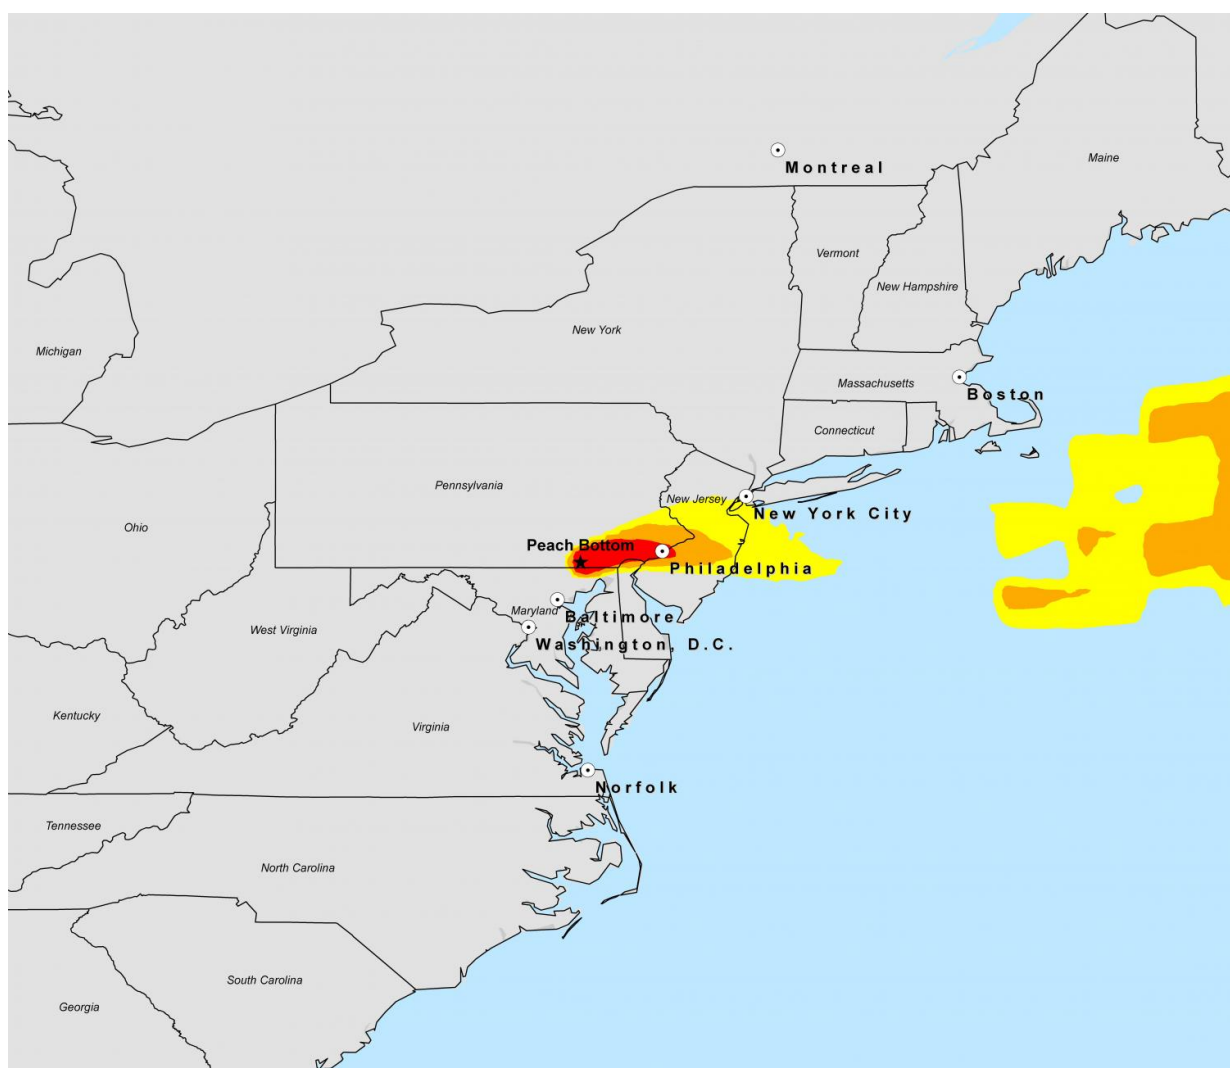 Maine
Montreal
Vermont
New Hampshire
New York
Michigan
Massachusetts
Boston
Connecticut
Pennsylvania
New Jersey
New York City
Ohio
Peach Bottom
Philadelphia
Maryland
Baltimore
West Virginia
Washington, D.C.
Kentucky
Virginia
Norfolk
Tennessee
North Carolina
South Carolina
Georgia